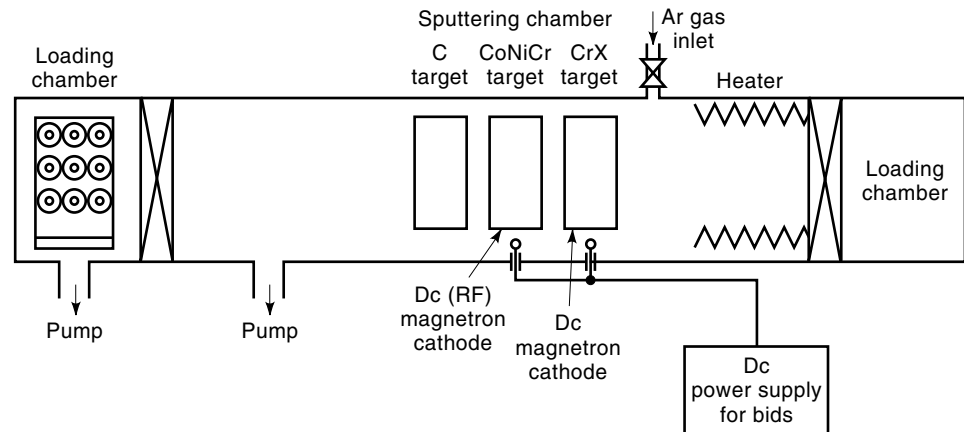 Sputtering chamber
Ar gas
inlet
Loading
chamber
C
target
CoNiCr
target
CrX
target
Heater
Loading
chamber
Pump
Pump
Dc (RF)
magnetron
cathode
Dc
magnetron
cathode
Dc
power supply
for bids